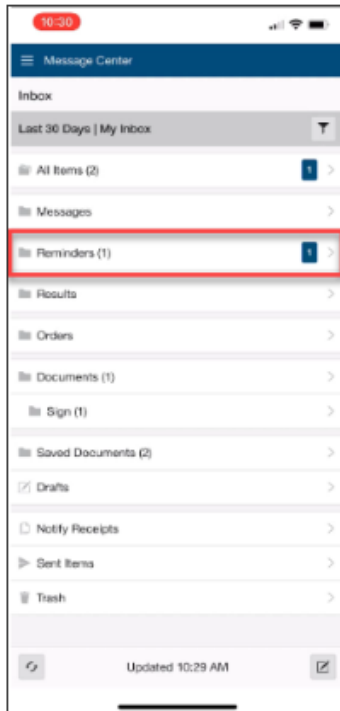 10:30
Message Center
Inbox
Last 30 Days | My Inbox
All Items (2) 1
Messages
Reminders (1) 1
Results
Orders
Documents (1)
Sign (1)
Saved Documents (2)
Drafts
Notify Receipts
Sent Items
Trash
Updated 10:29 AM